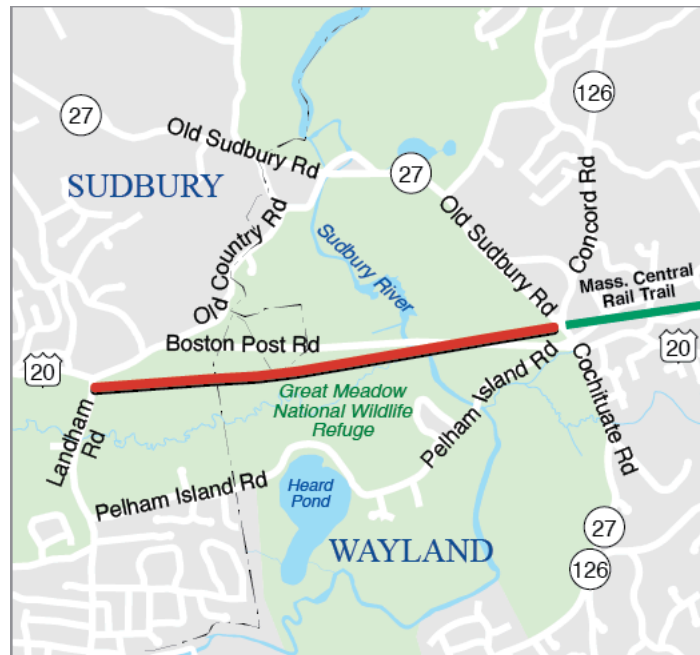 126
27
Old Sudbury Rd
27
SUDBURY
Concord Rd
Old Sudbury Rd
Old Country Rd
Sudbury River
Mass. Central
Rail Trail
Boston Post Rd
20
20
Great Meadow
National Wildlife
Refuge
Pelham Island Rd
Cochituate Rd
Landham
Rd
Pelham Island Rd
Heard
Pond
27
WAYLAND
126